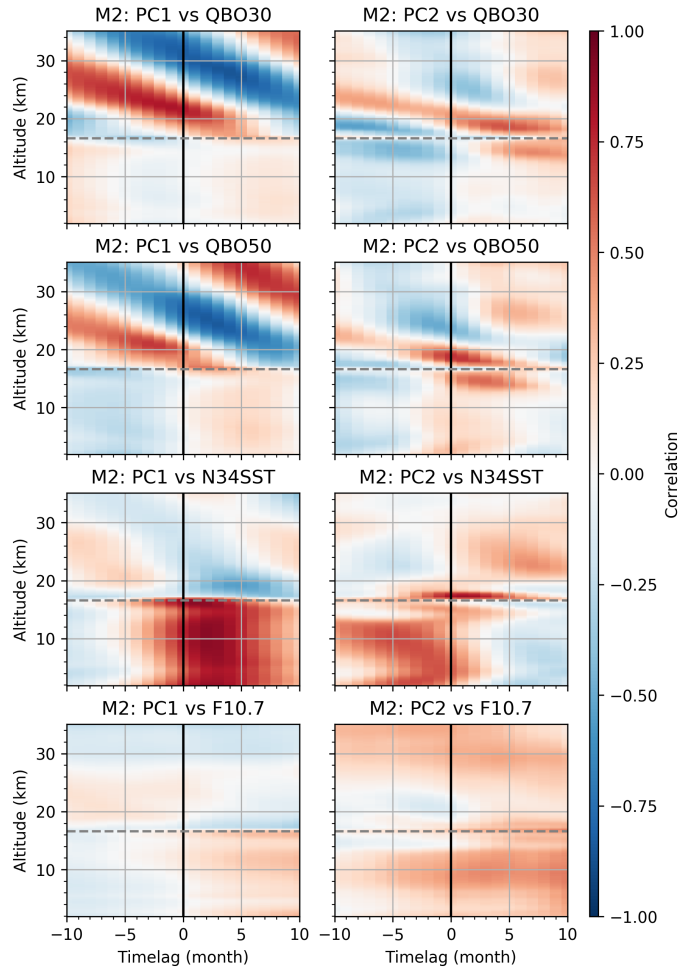 M2: PC1 vs QBO30
M2: PC2 vs QBO30
Altitude (km)
30
20
10
1.00
0.75
0.50
0.25
0.00
−0.25
−0.50
−0.75
−1.00
Correlation
M2: PC1 vs QBO50
M2: PC2 vs QBO50
Altitude (km)
30
20
10
M2: PC1 vs N34SST
M2: PC2 vs N34SST
Altitude (km)
30
20
10
M2: PC1 vs F10.7
M2: PC2 vs F10.7
Altitude (km)
30
20
10
−10 −5 0 5 10
−10 −5 0 5 10
Timelag (month)
Timelag (month)